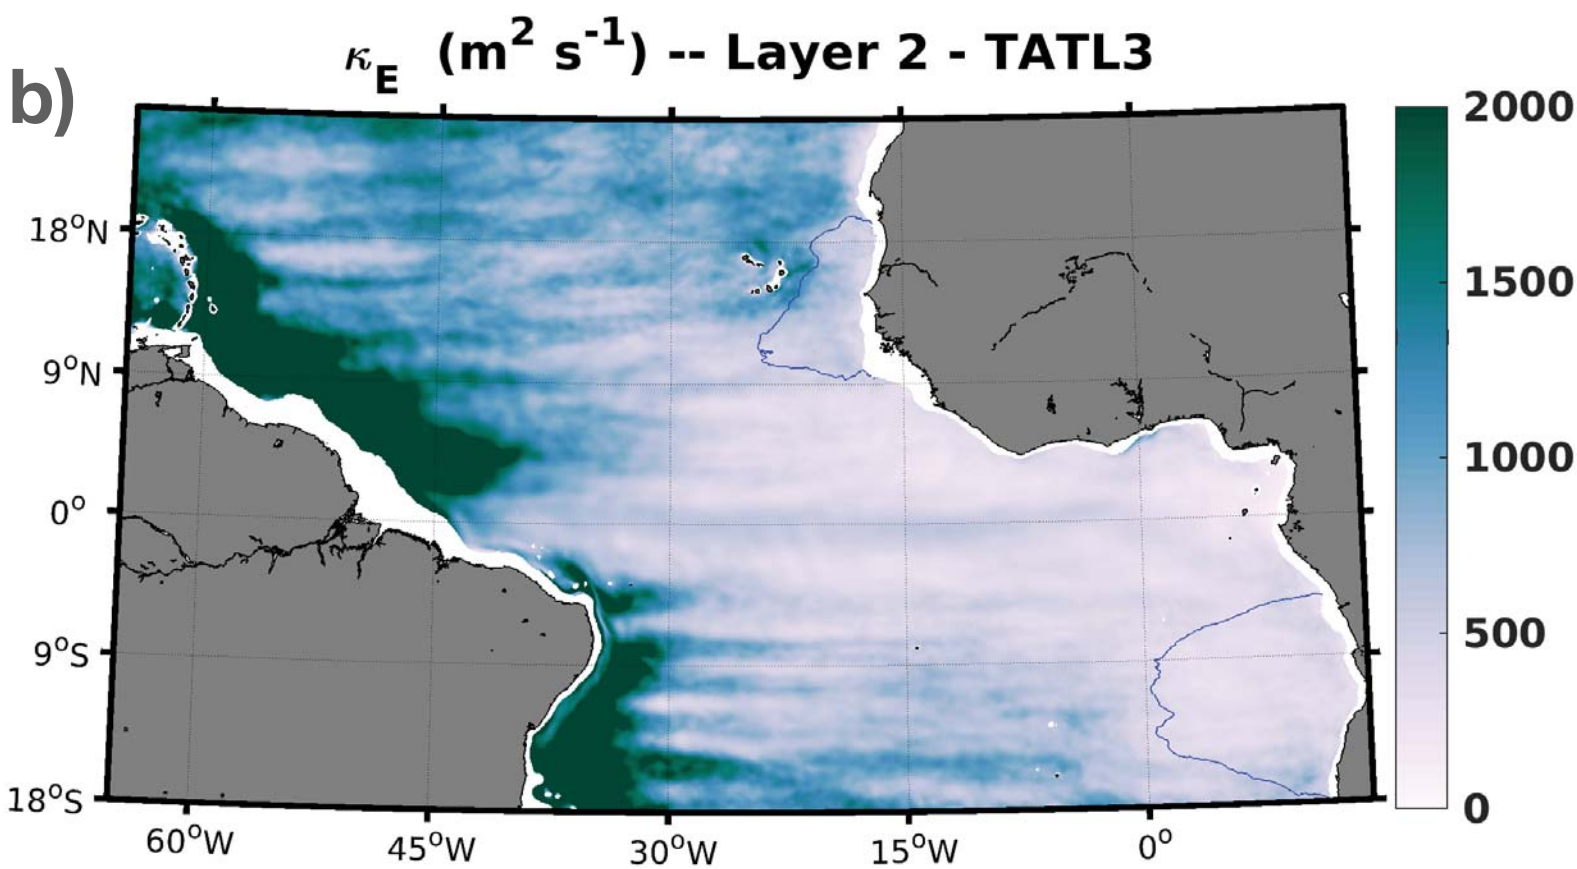 κE (m2 s-1) -- Layer 2 - TATL3
b)
2000
1500
1000
500
0
18oN
9oN
0o
9oS
18oS
60oW
45oW
30oW
15oW
0o